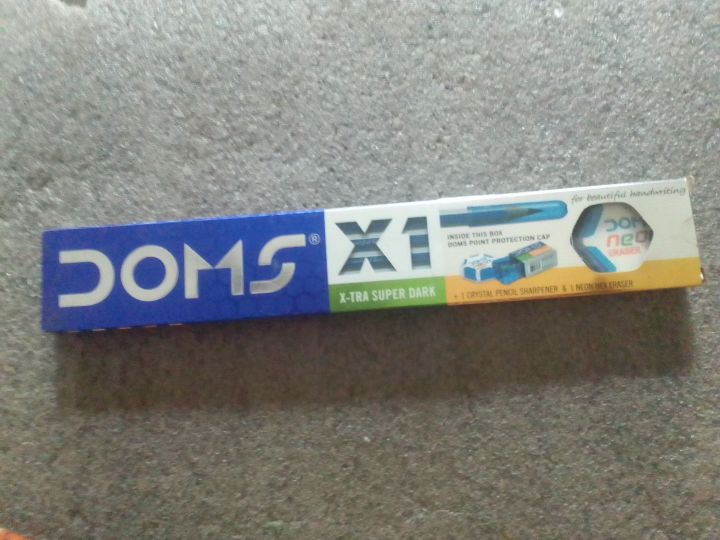 DOMS®
X1
X-TRA SUPER DARK
INSIDE THIS BOX
DOMS POINT PROTECTION CAP
+ 1 CRYSTAL PENCIL SHARPENER & 1 NEON HEX ERASER
for beautiful handwriting
DOMS
neo
ERASER